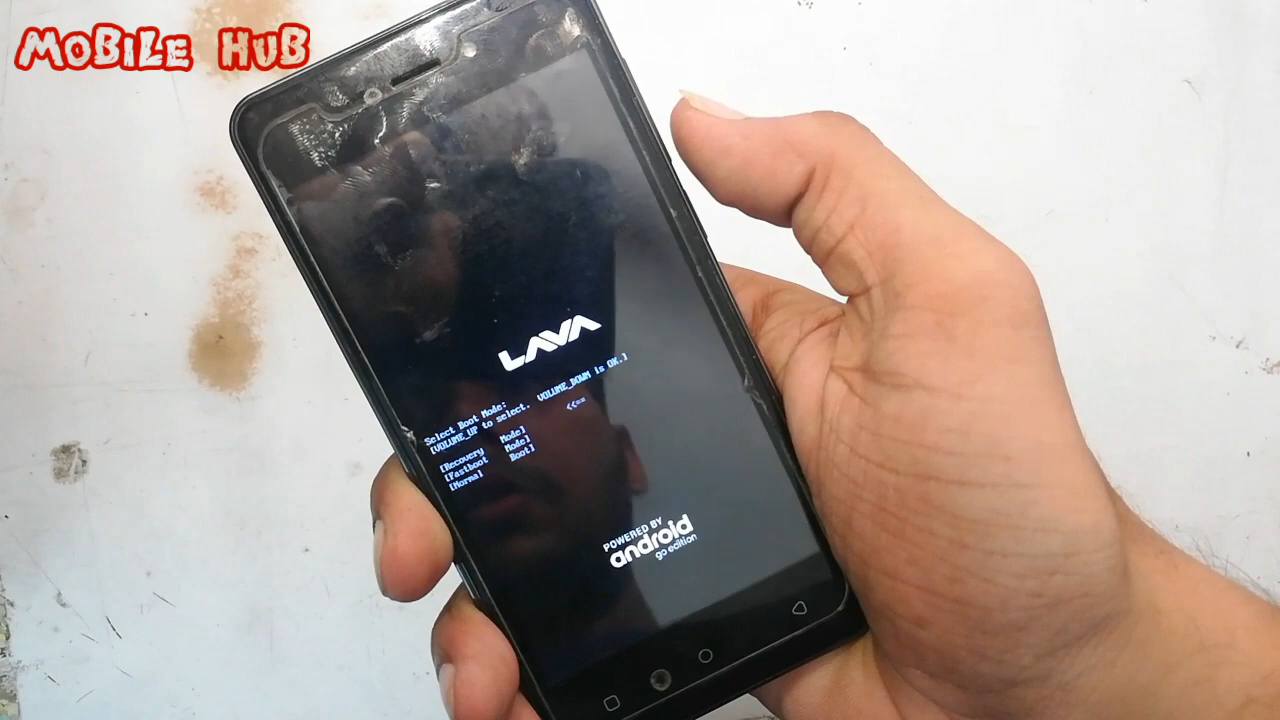 MOBILE HUB
LAVA
Select Boot Mode:
[VOLUME_UP to select. VOLUME_DOWN is OK.]
[Recovery Mode] <<==
[Fastboot Mode]
[Normal Boot]
POWERED BY
android
go edition